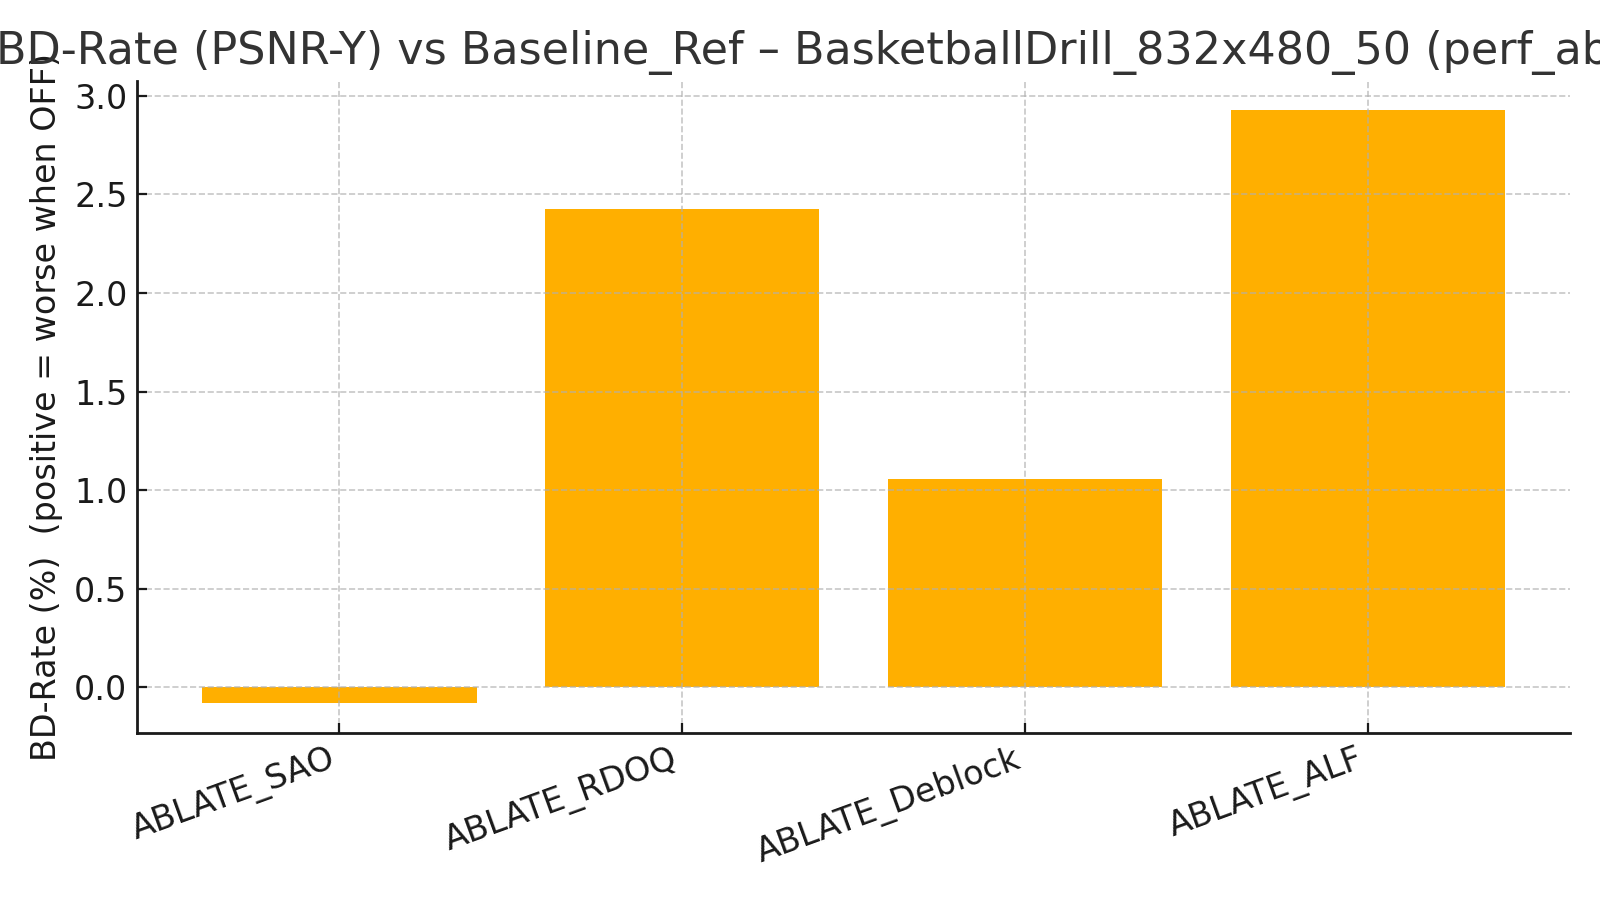 BD-Rate (PSNR-Y) vs Baseline_Ref – BasketballDrill_832x480_50 (perf_ab
BD-Rate (%)  (positive = worse when OFF)
3.0
2.5
2.0
1.5
1.0
0.5
0.0
ABLATE_SAO
ABLATE_RDOQ
ABLATE_Deblock
ABLATE_ALF